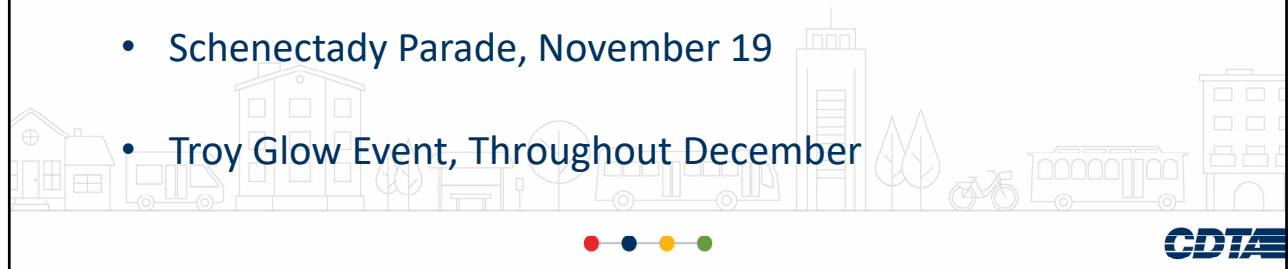 • Schenectady Parade, November 19
• Troy Glow Event, Throughout December
CDTA